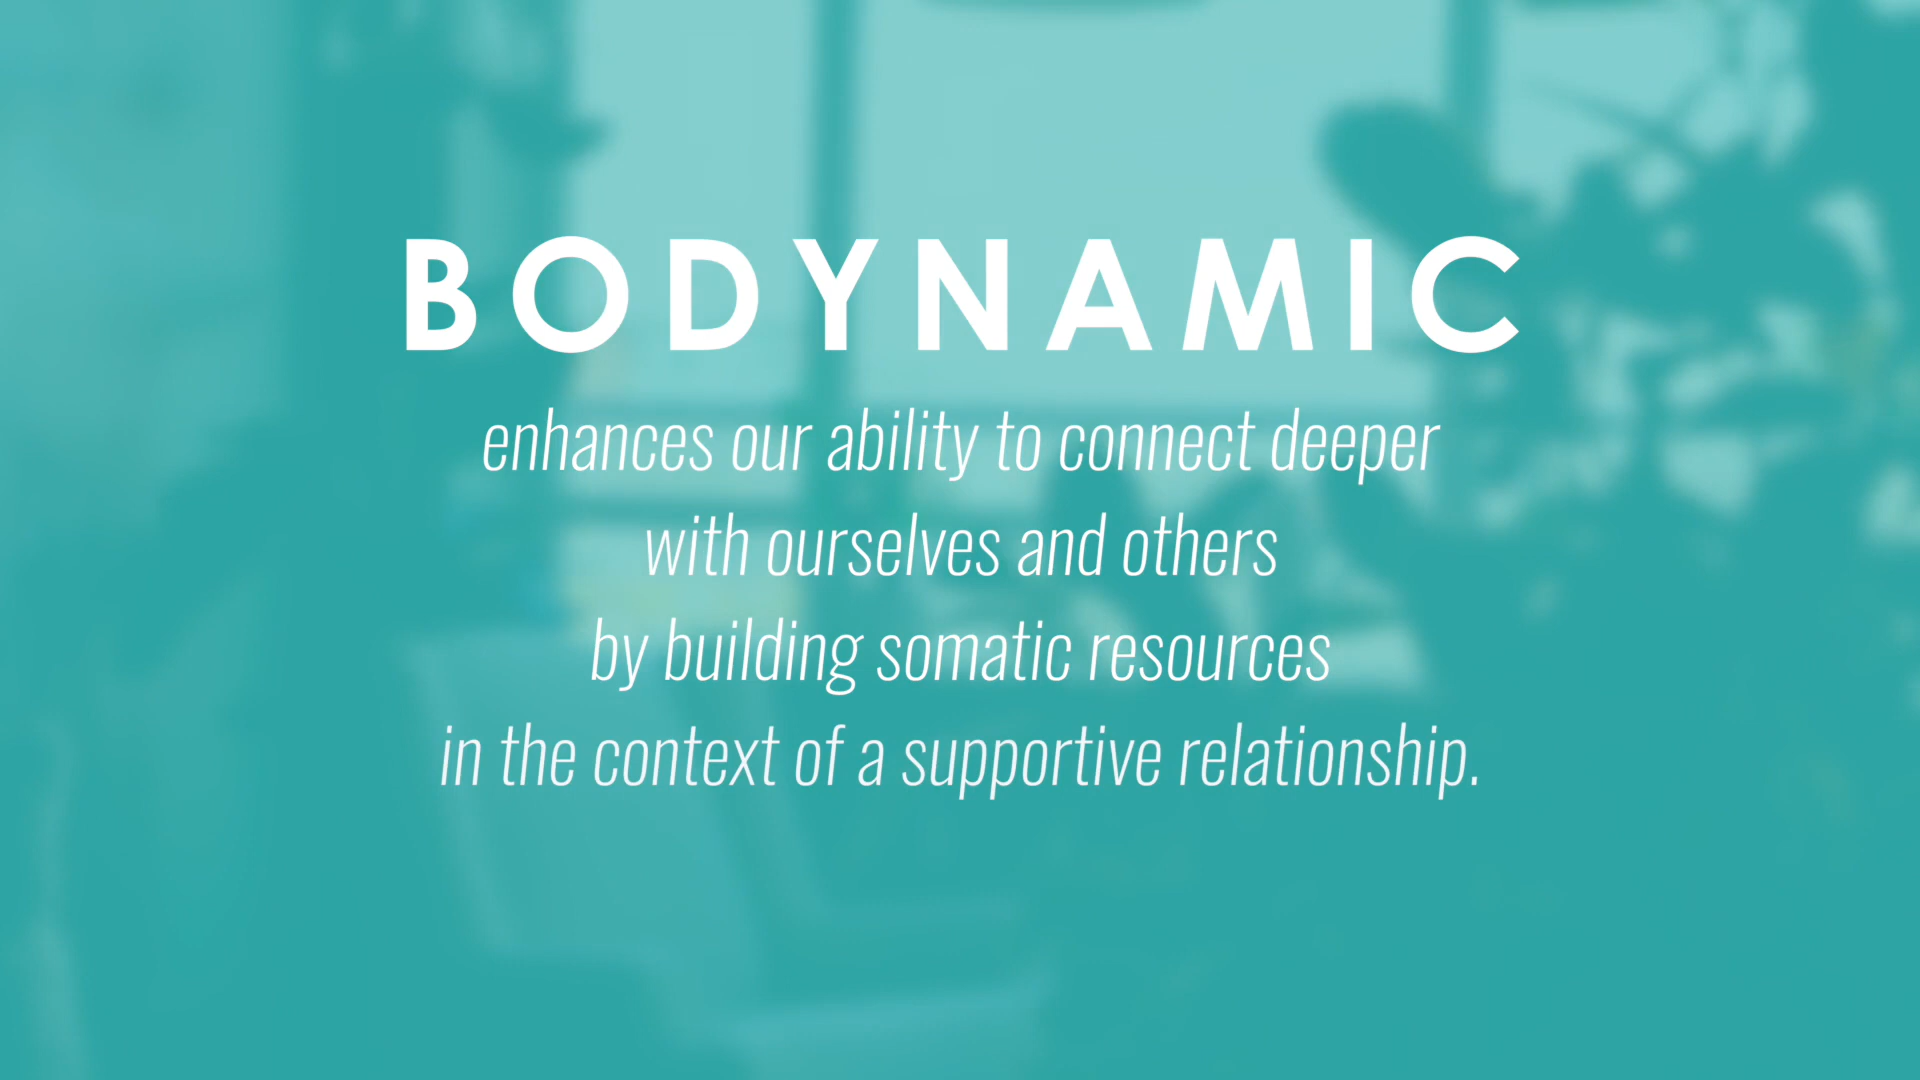 BODYNAMIC
enhances our ability to connect deeper
with ourselves and others
by building somatic resources
in the context of a supportive relationship.